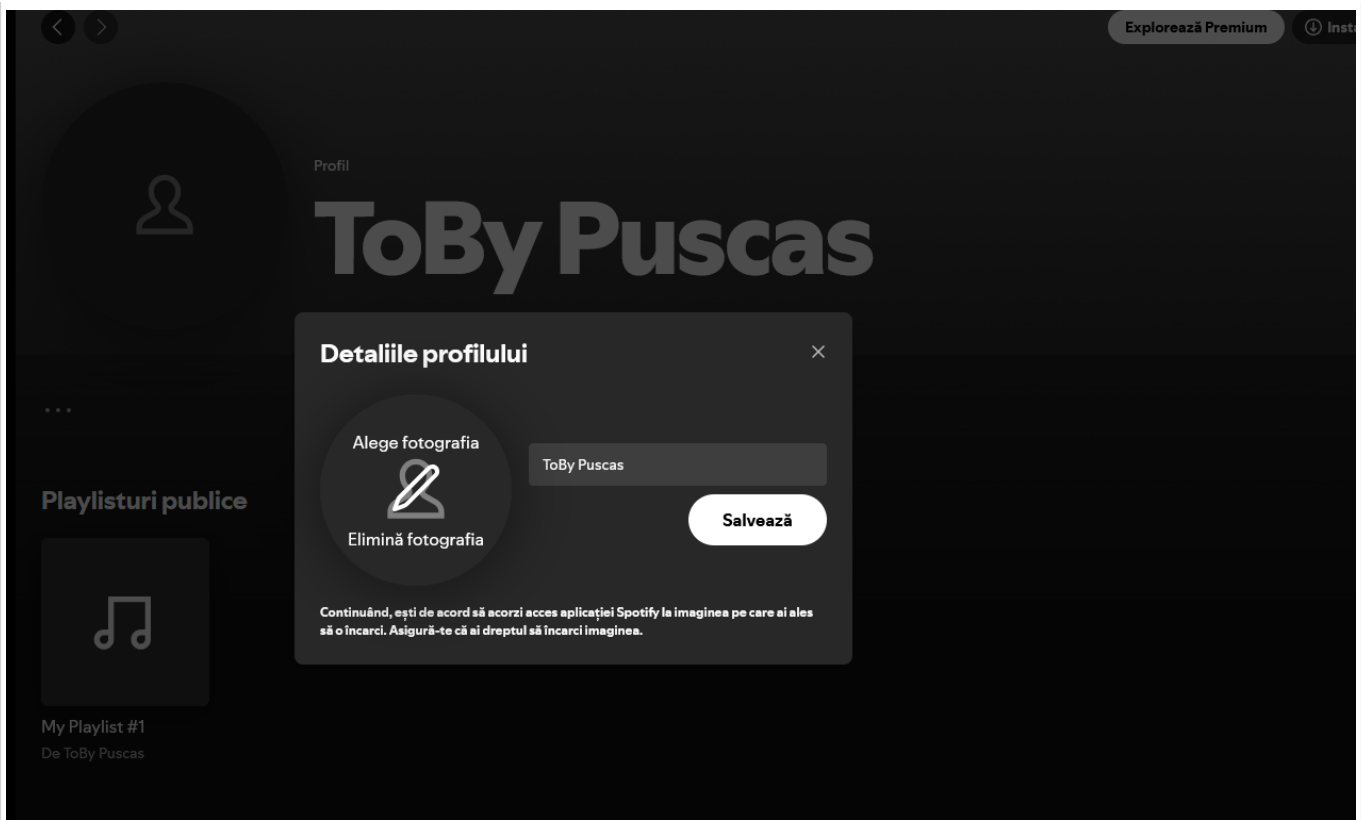 Explorează Premium
Profil
ToBy Puscas
Detaliile profilului
Alege fotografia
ToBy Puscas
Salvează
Elimină fotografia
Continuând, ești de acord să acorzi acces aplicației Spotify la imaginea pe care ai ales
să o încarci. Asigură-te că ai dreptul să încarci imaginea.
Playlisturi publice
My Playlist #1
De ToBy Puscas